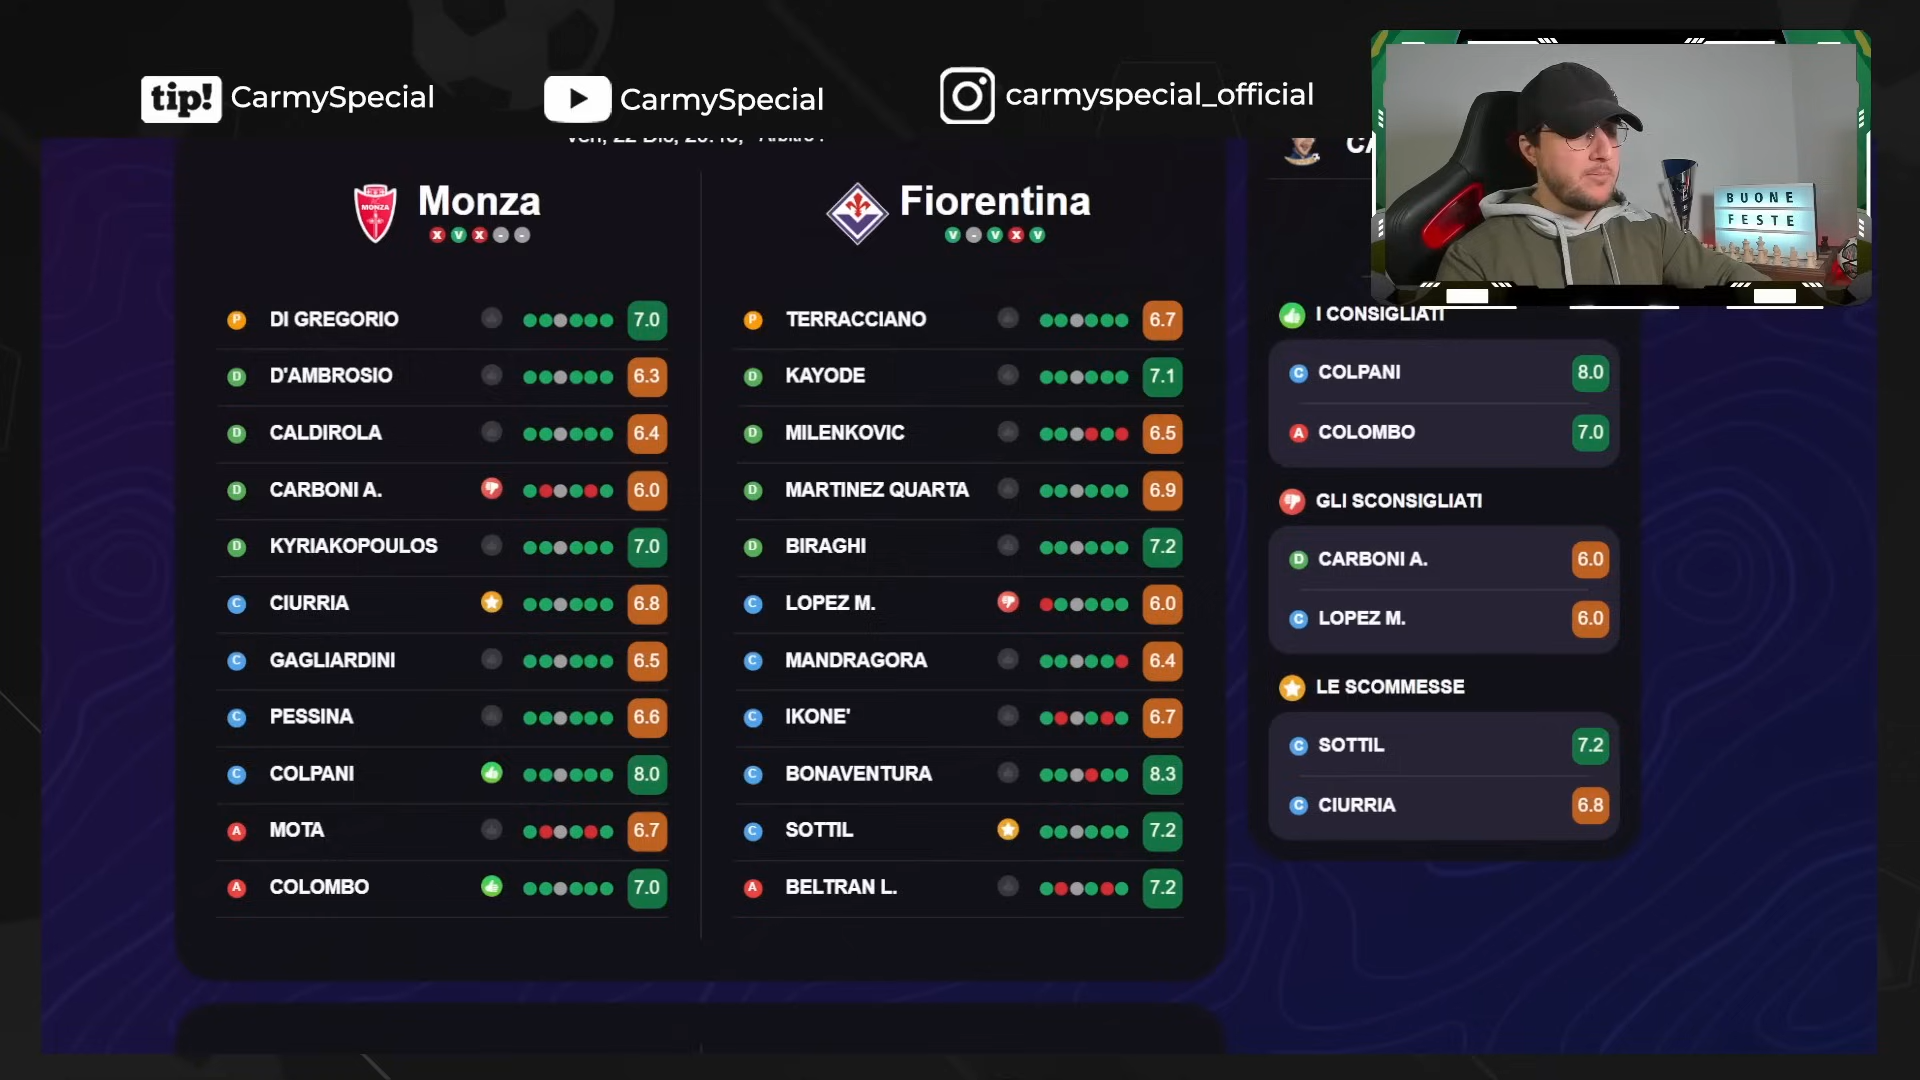 tip! CarmySpecial
CarmySpecial
carmyspecial_official
BUONE
FESTE
Monza
MONZA
X V X - -
Fiorentina
V - V X V
P DI GREGORIO 7.0
D D'AMBROSIO 6.3
D CALDIROLA 6.4
D CARBONI A. 6.0
D KYRIAKOPOULOS 7.0
C CIURRIA 6.8
C GAGLIARDINI 6.5
C PESSINA 6.6
C COLPANI 8.0
A MOTA 6.7
A COLOMBO 7.0
P TERRACCIANO 6.7
D KAYODE 7.1
D MILENKOVIC 6.5
D MARTINEZ QUARTA 6.9
D BIRAGHI 7.2
C LOPEZ M. 6.0
C MANDRAGORA 6.4
C IKONE' 6.7
C BONAVENTURA 8.3
C SOTTIL 7.2
A BELTRAN L. 7.2
I CONSIGLIATI
C COLPANI 8.0
A COLOMBO 7.0
GLI SCONSIGLIATI
D CARBONI A. 6.0
C LOPEZ M. 6.0
LE SCOMMESSE
C SOTTIL 7.2
C CIURRIA 6.8